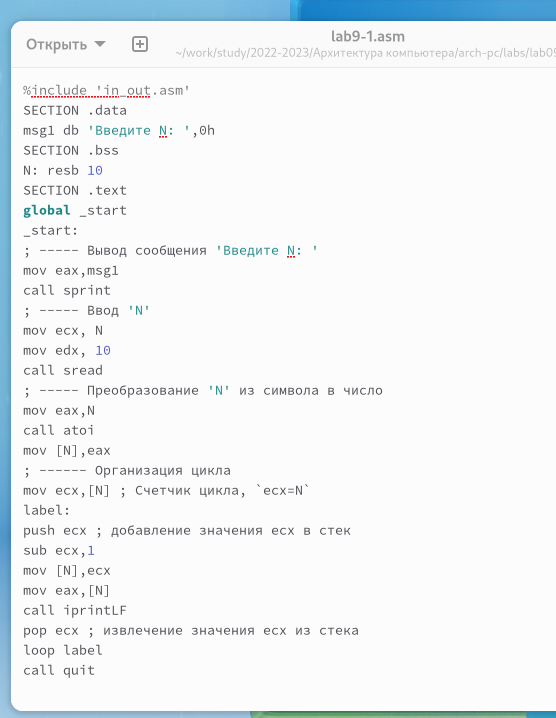 Открыть
lab9-1.asm
~/work/study/2022-2023/Архитектура компьютера/arch-pc/labs/lab09
%include 'in_out.asm'
SECTION .data
msg1 db 'Введите N: ',0h
SECTION .bss
N: resb 10
SECTION .text
global _start
_start:
; ----- Вывод сообщения 'Введите N: '
mov eax,msg1
call sprint
; ----- Ввод 'N'
mov ecx, N
mov edx, 10
call sread
; ----- Преобразование 'N' из символа в число
mov eax,N
call atoi
mov [N],eax
; ------ Организация цикла
mov ecx,[N] ; Счетчик цикла, `ecx=N`
label:
push ecx ; добавление значения ecx в стек
sub ecx,1
mov [N],ecx
mov eax,[N]
call iprintLF
pop ecx ; извлечение значения ecx из стека
loop label
call quit